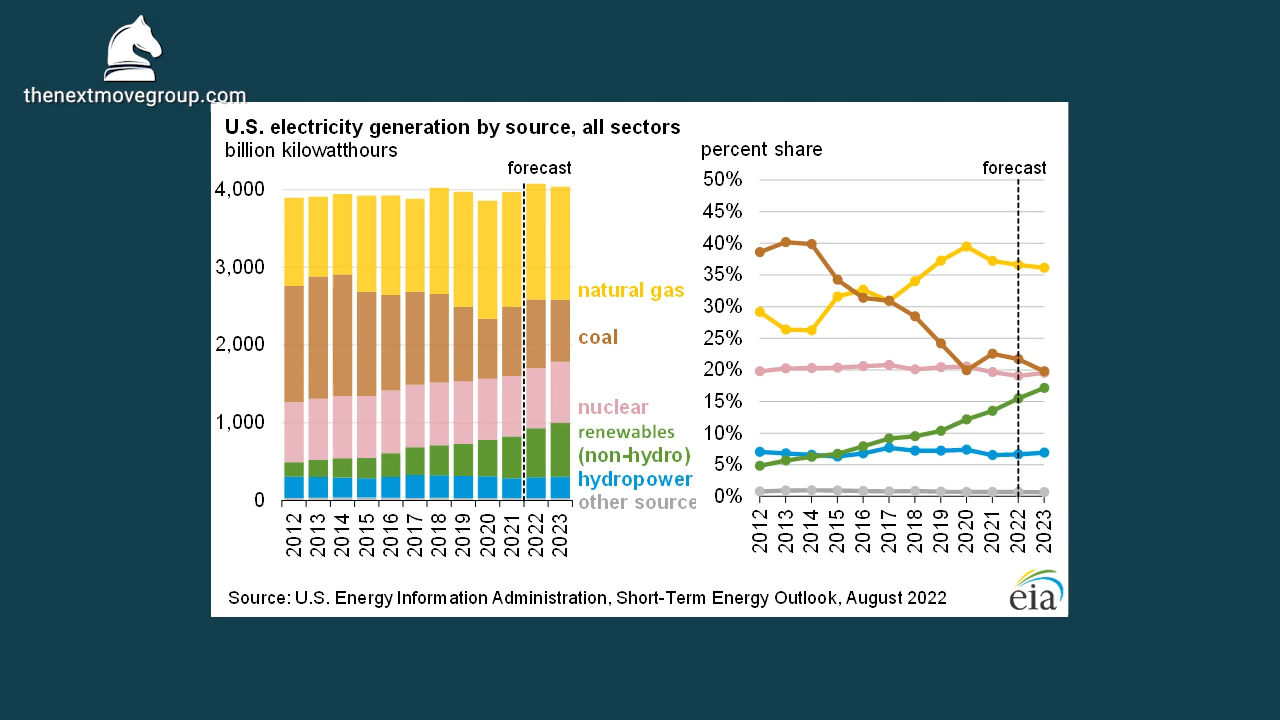 thenextmovegroup.com
U.S. electricity generation by source, all sectors
billion kilowatthours
forecast
4,000
3,000
2,000
1,000
0
natural gas
coal
nuclear
renewables
(non-hydro)
hydropower
other source
2012
2013
2014
2015
2016
2017
2018
2019
2020
2021
2022
2023
percent share
forecast
50%
45%
40%
35%
30%
25%
20%
15%
10%
5%
0%
2012
2013
2014
2015
2016
2017
2018
2019
2020
2021
2022
2023
Source: U.S. Energy Information Administration, Short-Term Energy Outlook, August 2022
eia